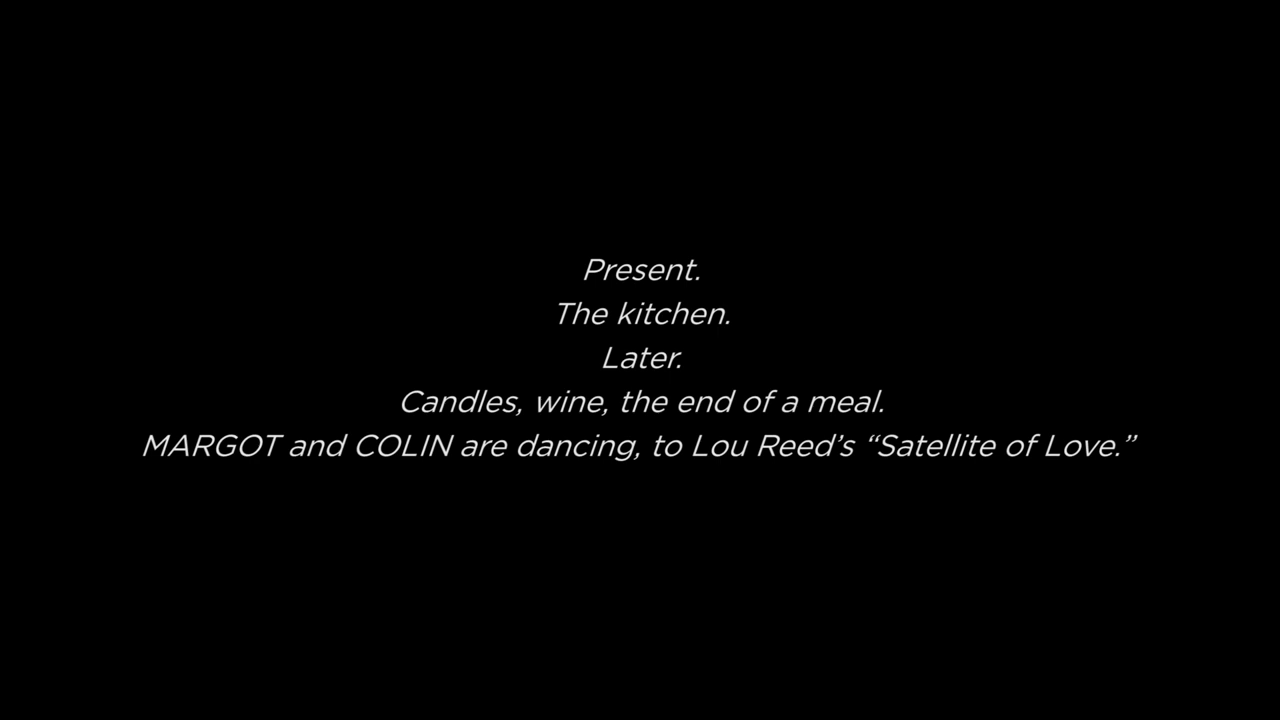 Present.
The kitchen.
Later.
Candles, wine, the end of a meal.
MARGOT and COLIN are dancing, to Lou Reed’s “Satellite of Love.”